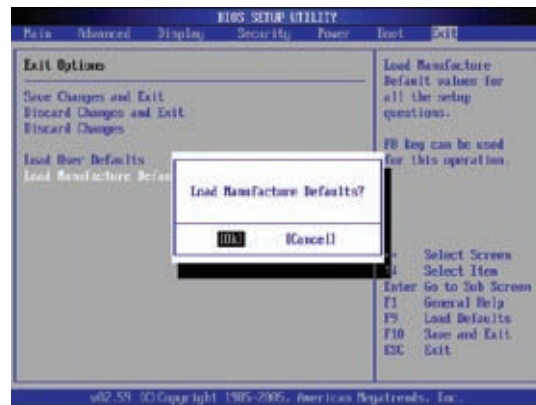 BIOS SETUP UTILITY
Main Advanced Display Security Power Boot Exit
Exit Options
Save Changes and Exit
Discard Changes and Exit
Discard Changes
Load User Defaults
Load Manufacture Defau
Load Manufacture Defaults?
[Ok] [Cancel]
Load Manufacture
Default values for
all the setup
questions.
F8 key can be used
for this operation.
Select Screen
↑↓ Select Item
Enter Go to Sub Screen
F1 General Help
F9 Load Defaults
F10 Save and Exit
ESC Exit
v02.59 (C)Copyright 1985-2005, American Megatrends, Inc.